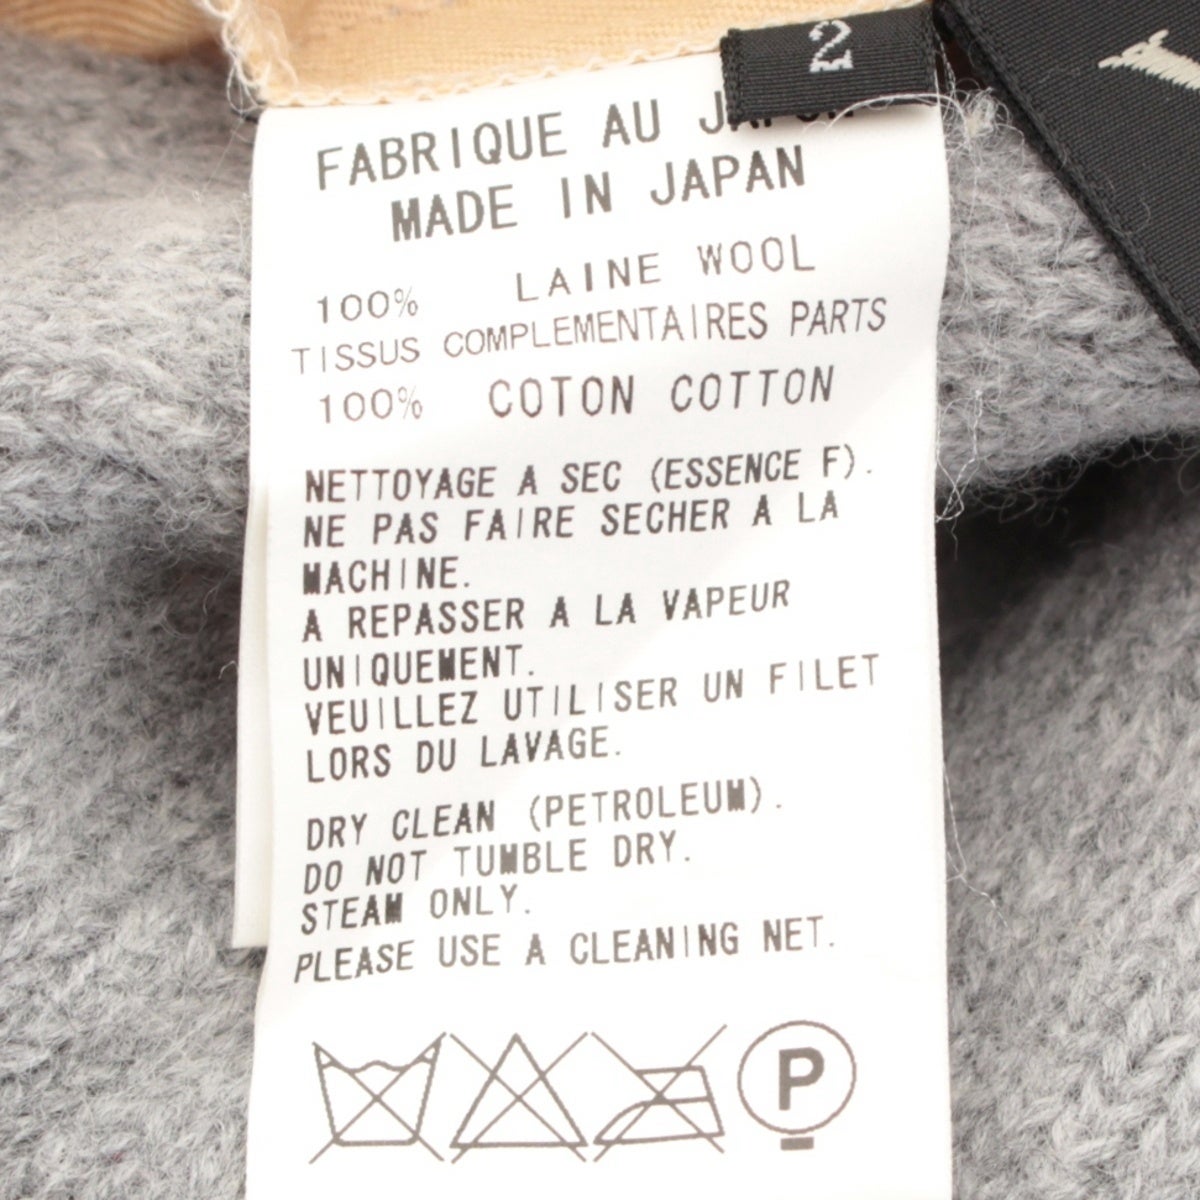 2
FABRIQUE AU JAPON
MADE IN JAPAN
100% LAINE WOOL
TISSUS COMPLEMENTAIRES PARTS
100% COTON COTTON
NETTOYAGE A SEC (ESSENCE F).
NE PAS FAIRE SECHER A LA
MACHINE.
A REPASSER A LA VAPEUR
UNIQUEMENT.
VEUILLEZ UTILISER UN FILET
LORS DU LAVAGE.
DRY CLEAN (PETROLEUM).
DO NOT TUMBLE DRY.
STEAM ONLY.
PLEASE USE A CLEANING NET.
P